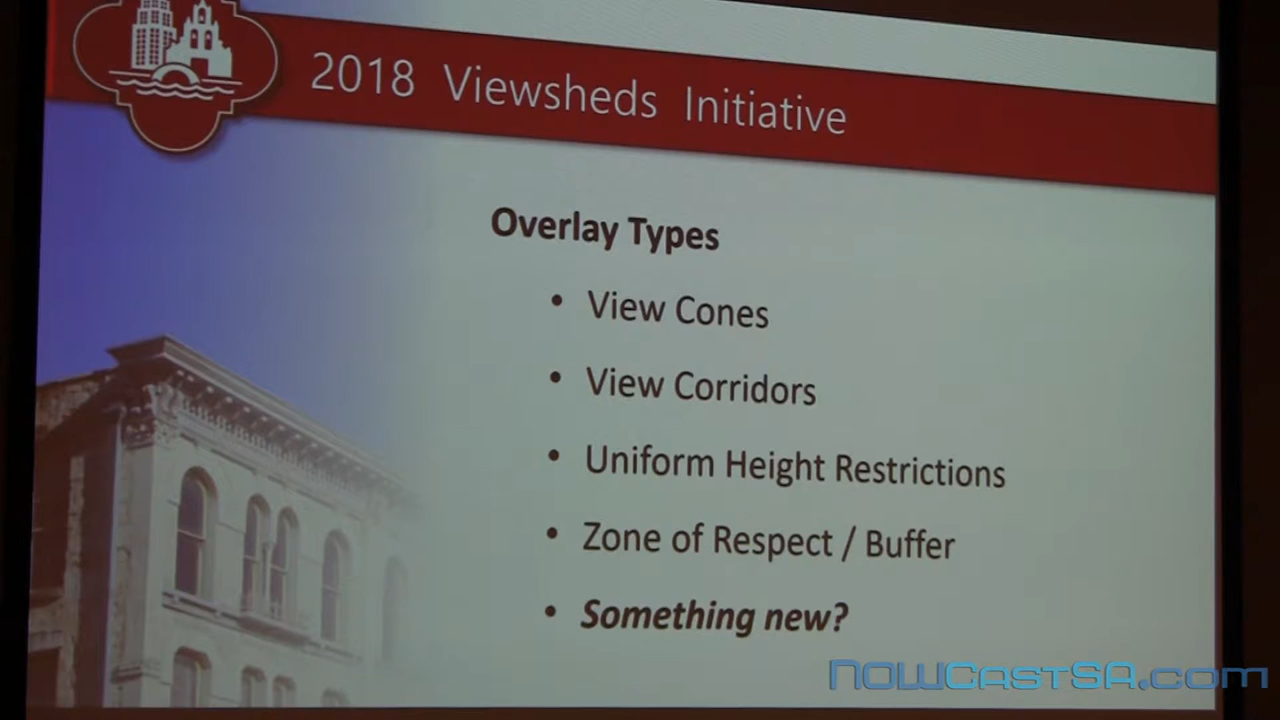 2018 Viewsheds Initiative
Overlay Types
• View Cones
• View Corridors
• Uniform Height Restrictions
• Zone of Respect / Buffer
• Something new?
NOWCastSA.com